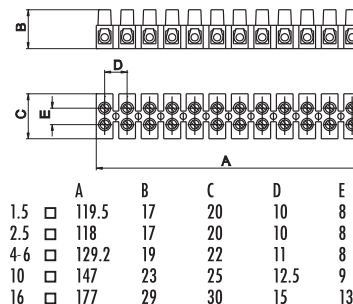 B
D
C
E
A
A B C D E
1.5 □ 119.5 17 20 10 8
2.5 □ 118 17 20 10 8
4-6 □ 129.2 19 22 11 8
10 □ 147 23 25 12.5 9
16 □ 177 29 30 15 13